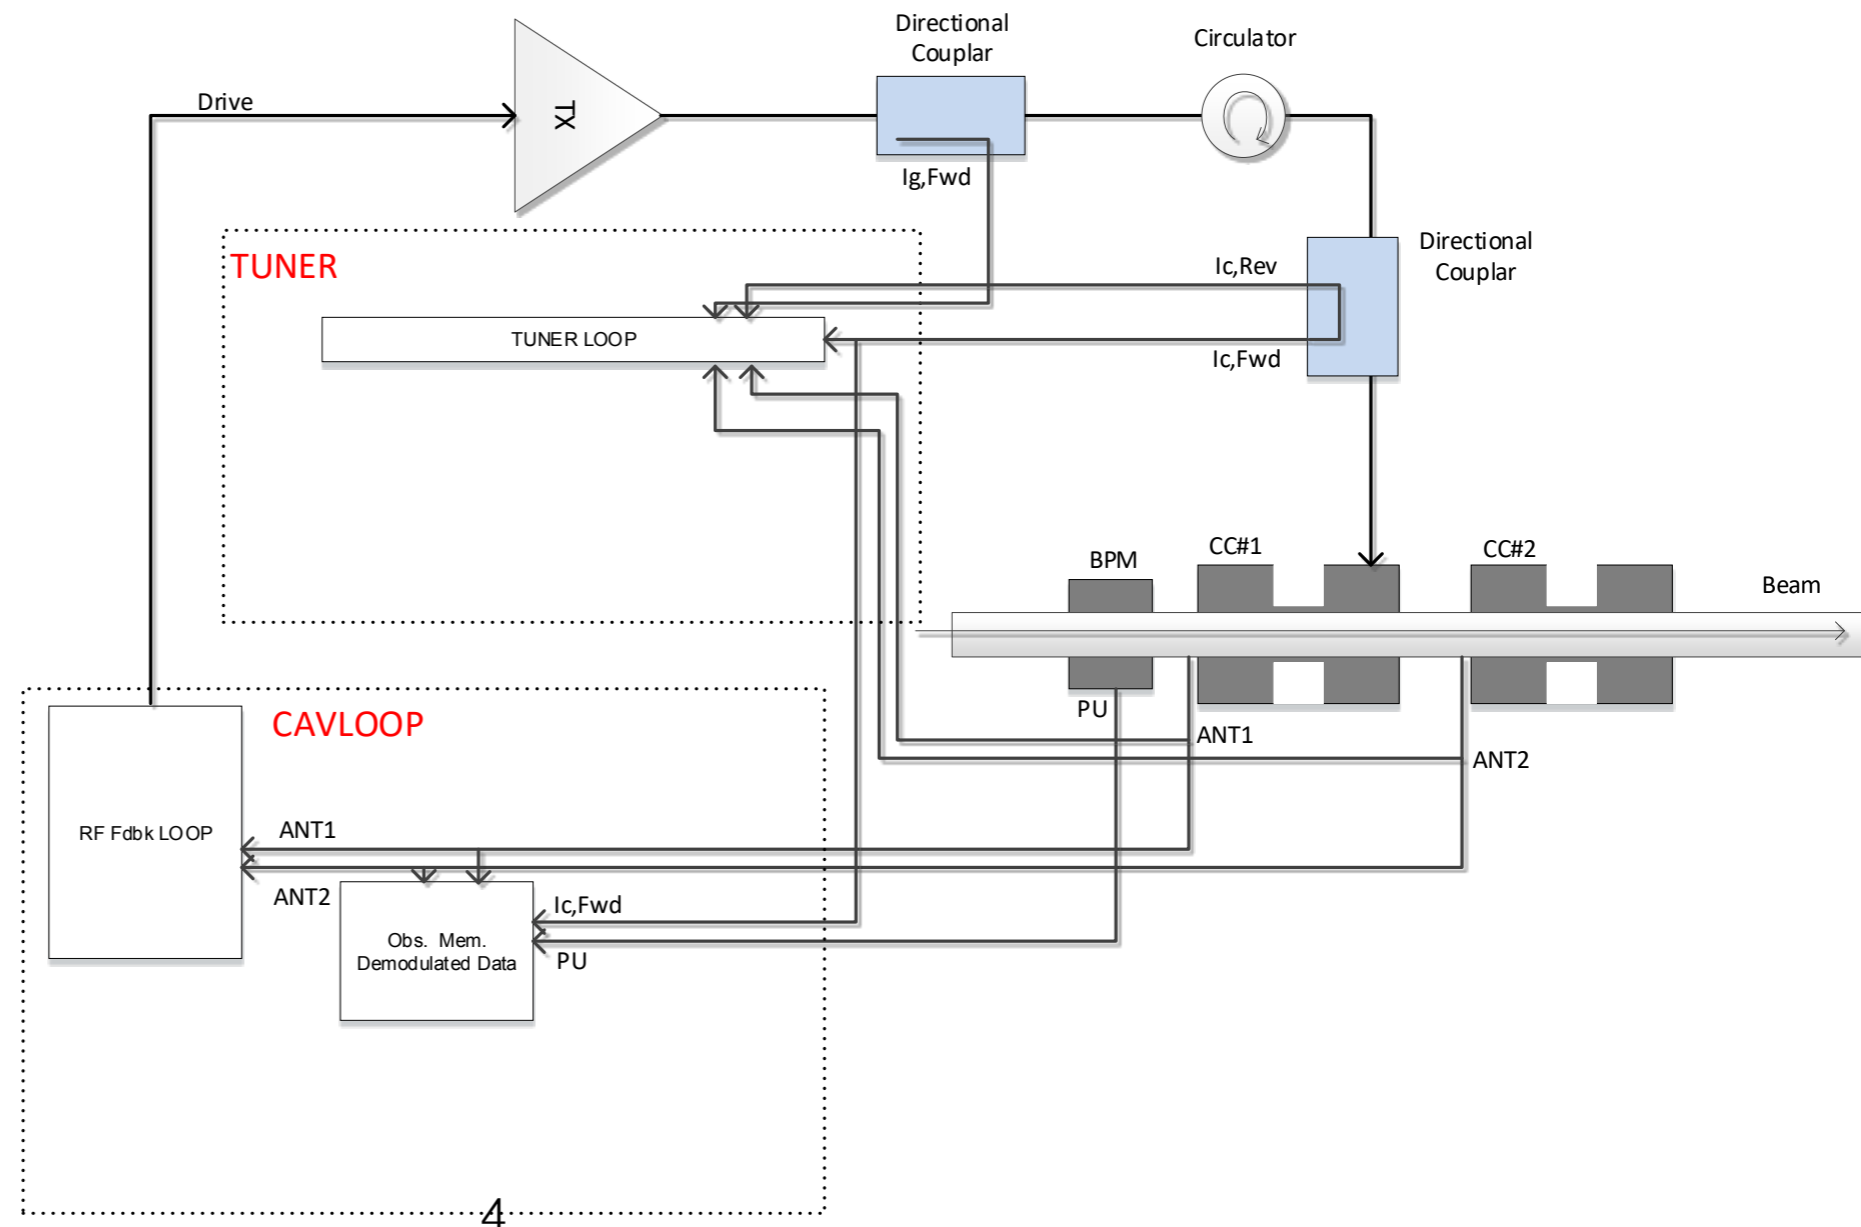 Directional
Couplar
Circulator
Drive
TX
Ig,Fwd
TUNER
Ic,Rev
Directional
Couplar
TUNER LOOP
Ic,Fwd
CC#1
CC#2
BPM
Beam
PU
CAVLOOP
ANT1
ANT2
RF Fdbk LOOP
ANT1
ANT2
Ic,Fwd
Obs. Mem.
Demodulated Data
PU
4